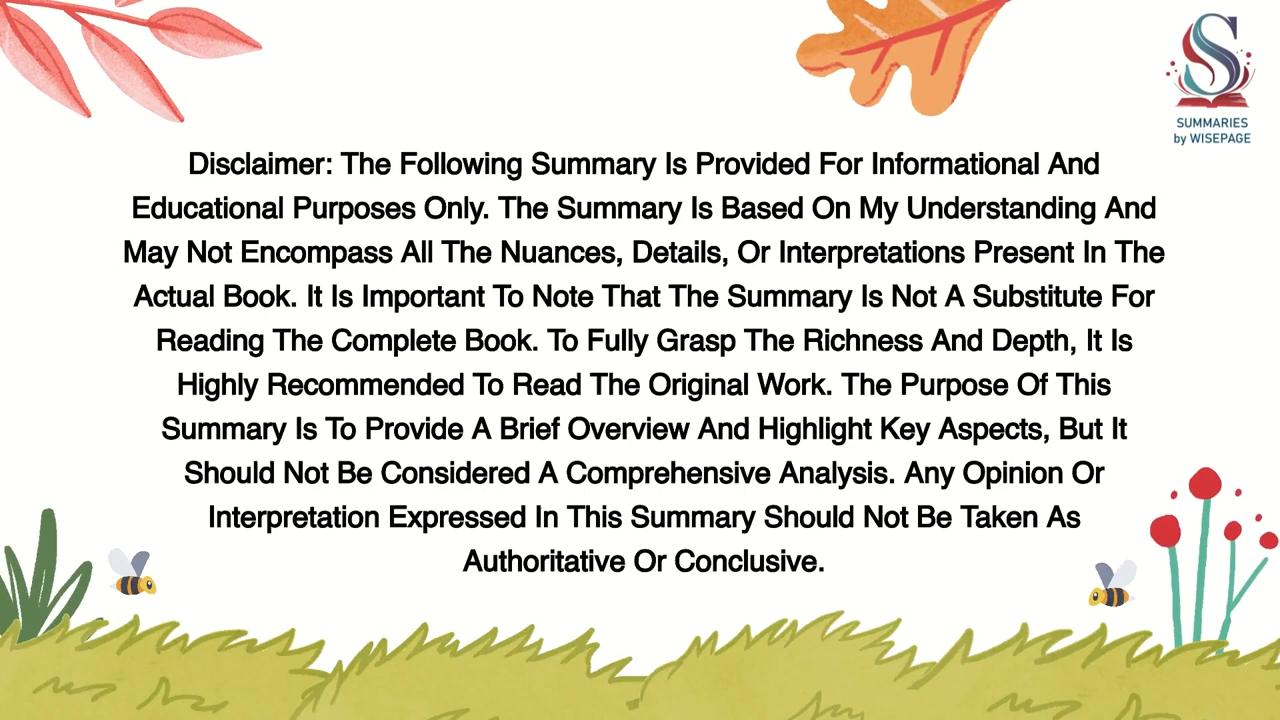 SUMMARIES
by WISEPAGE
Disclaimer: The Following Summary Is Provided For Informational And
Educational Purposes Only. The Summary Is Based On My Understanding And
May Not Encompass All The Nuances, Details, Or Interpretations Present In The
Actual Book. It Is Important To Note That The Summary Is Not A Substitute For
Reading The Complete Book. To Fully Grasp The Richness And Depth, It Is
Highly Recommended To Read The Original Work. The Purpose Of This
Summary Is To Provide A Brief Overview And Highlight Key Aspects, But It
Should Not Be Considered A Comprehensive Analysis. Any Opinion Or
Interpretation Expressed In This Summary Should Not Be Taken As
Authoritative Or Conclusive.